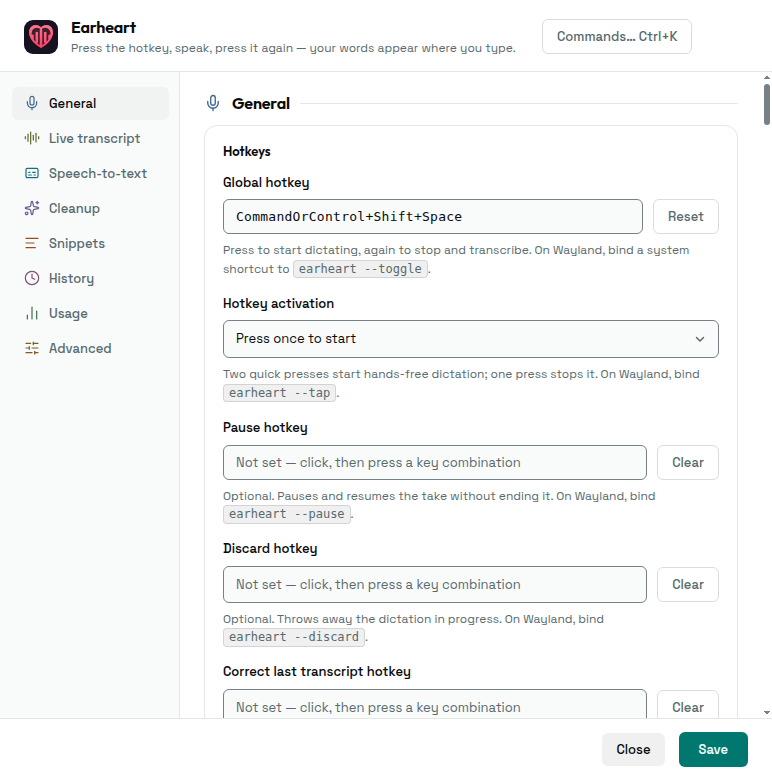 Earheart
Press the hotkey, speak, press it again — your words appear where you type.
Commands... Ctrl+K
General
Live transcript
Speech-to-text
Cleanup
Snippets
History
Usage
Advanced
General
Hotkeys
Global hotkey
CommandOrControl+Shift+Space
Reset
Press to start dictating, again to stop and transcribe. On Wayland, bind a system
shortcut to earheart --toggle.
Hotkey activation
Press once to start
Two quick presses start hands-free dictation; one press stops it. On Wayland, bind
earheart --tap.
Pause hotkey
Not set — click, then press a key combination
Clear
Optional. Pauses and resumes the take without ending it. On Wayland, bind
earheart --pause.
Discard hotkey
Not set — click, then press a key combination
Clear
Optional. Throws away the dictation in progress. On Wayland, bind
earheart --discard.
Correct last transcript hotkey
Not set — click, then press a key combination
Clear
Close
Save